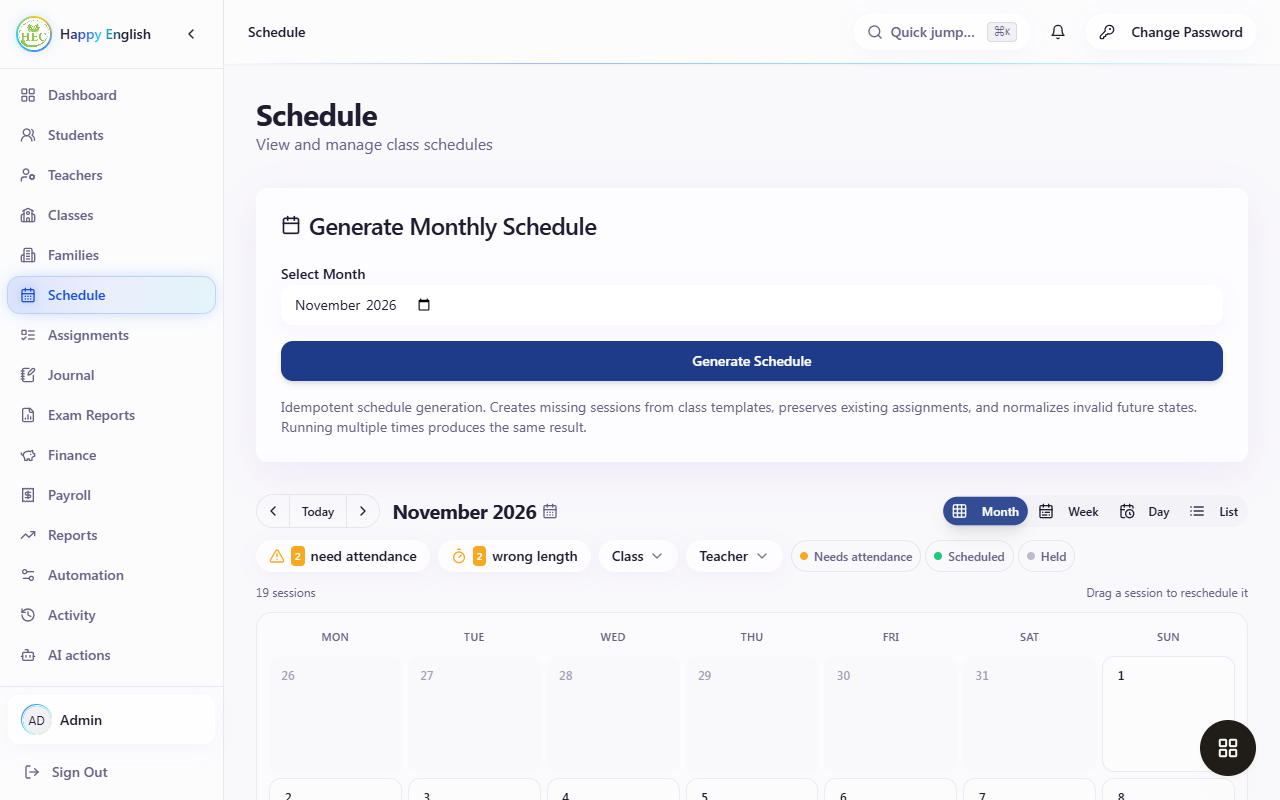 HEC
Happy English
Schedule
Quick jump...
⌘K
Change Password
Dashboard
Students
Teachers
Classes
Families
Schedule
Assignments
Journal
Exam Reports
Finance
Payroll
Reports
Automation
Activity
AI actions
AD
Admin
Sign Out
Schedule
View and manage class schedules
Generate Monthly Schedule
Select Month
November 2026
Generate Schedule
Idempotent schedule generation. Creates missing sessions from class templates, preserves existing assignments, and normalizes invalid future states.
Running multiple times produces the same result.
Today
November 2026
Month
Week
Day
List
2 need attendance
2 wrong length
Class
Teacher
Needs attendance
Scheduled
Held
19 sessions
Drag a session to reschedule it
MON TUE WED THU FRI SAT SUN
26 27 28 29 30 31 1
2 3 4 5 6 7 8